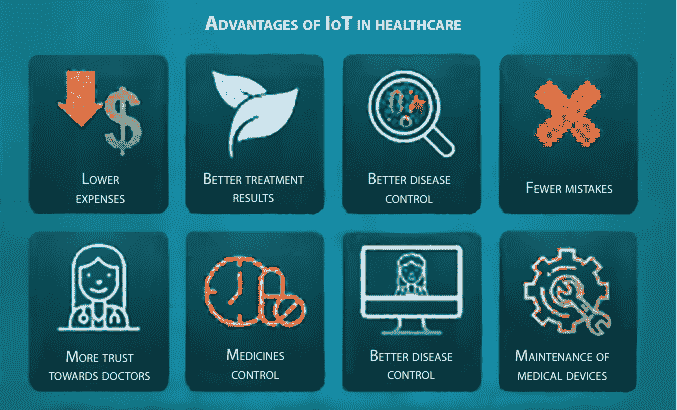 Advantages of IoT in healthcare
Lower
expenses
Better treatment
results
Better disease
control
Fewer mistakes
More trust
towards doctors
Medicines
control
Better disease
control
Maintenance of
medical devices